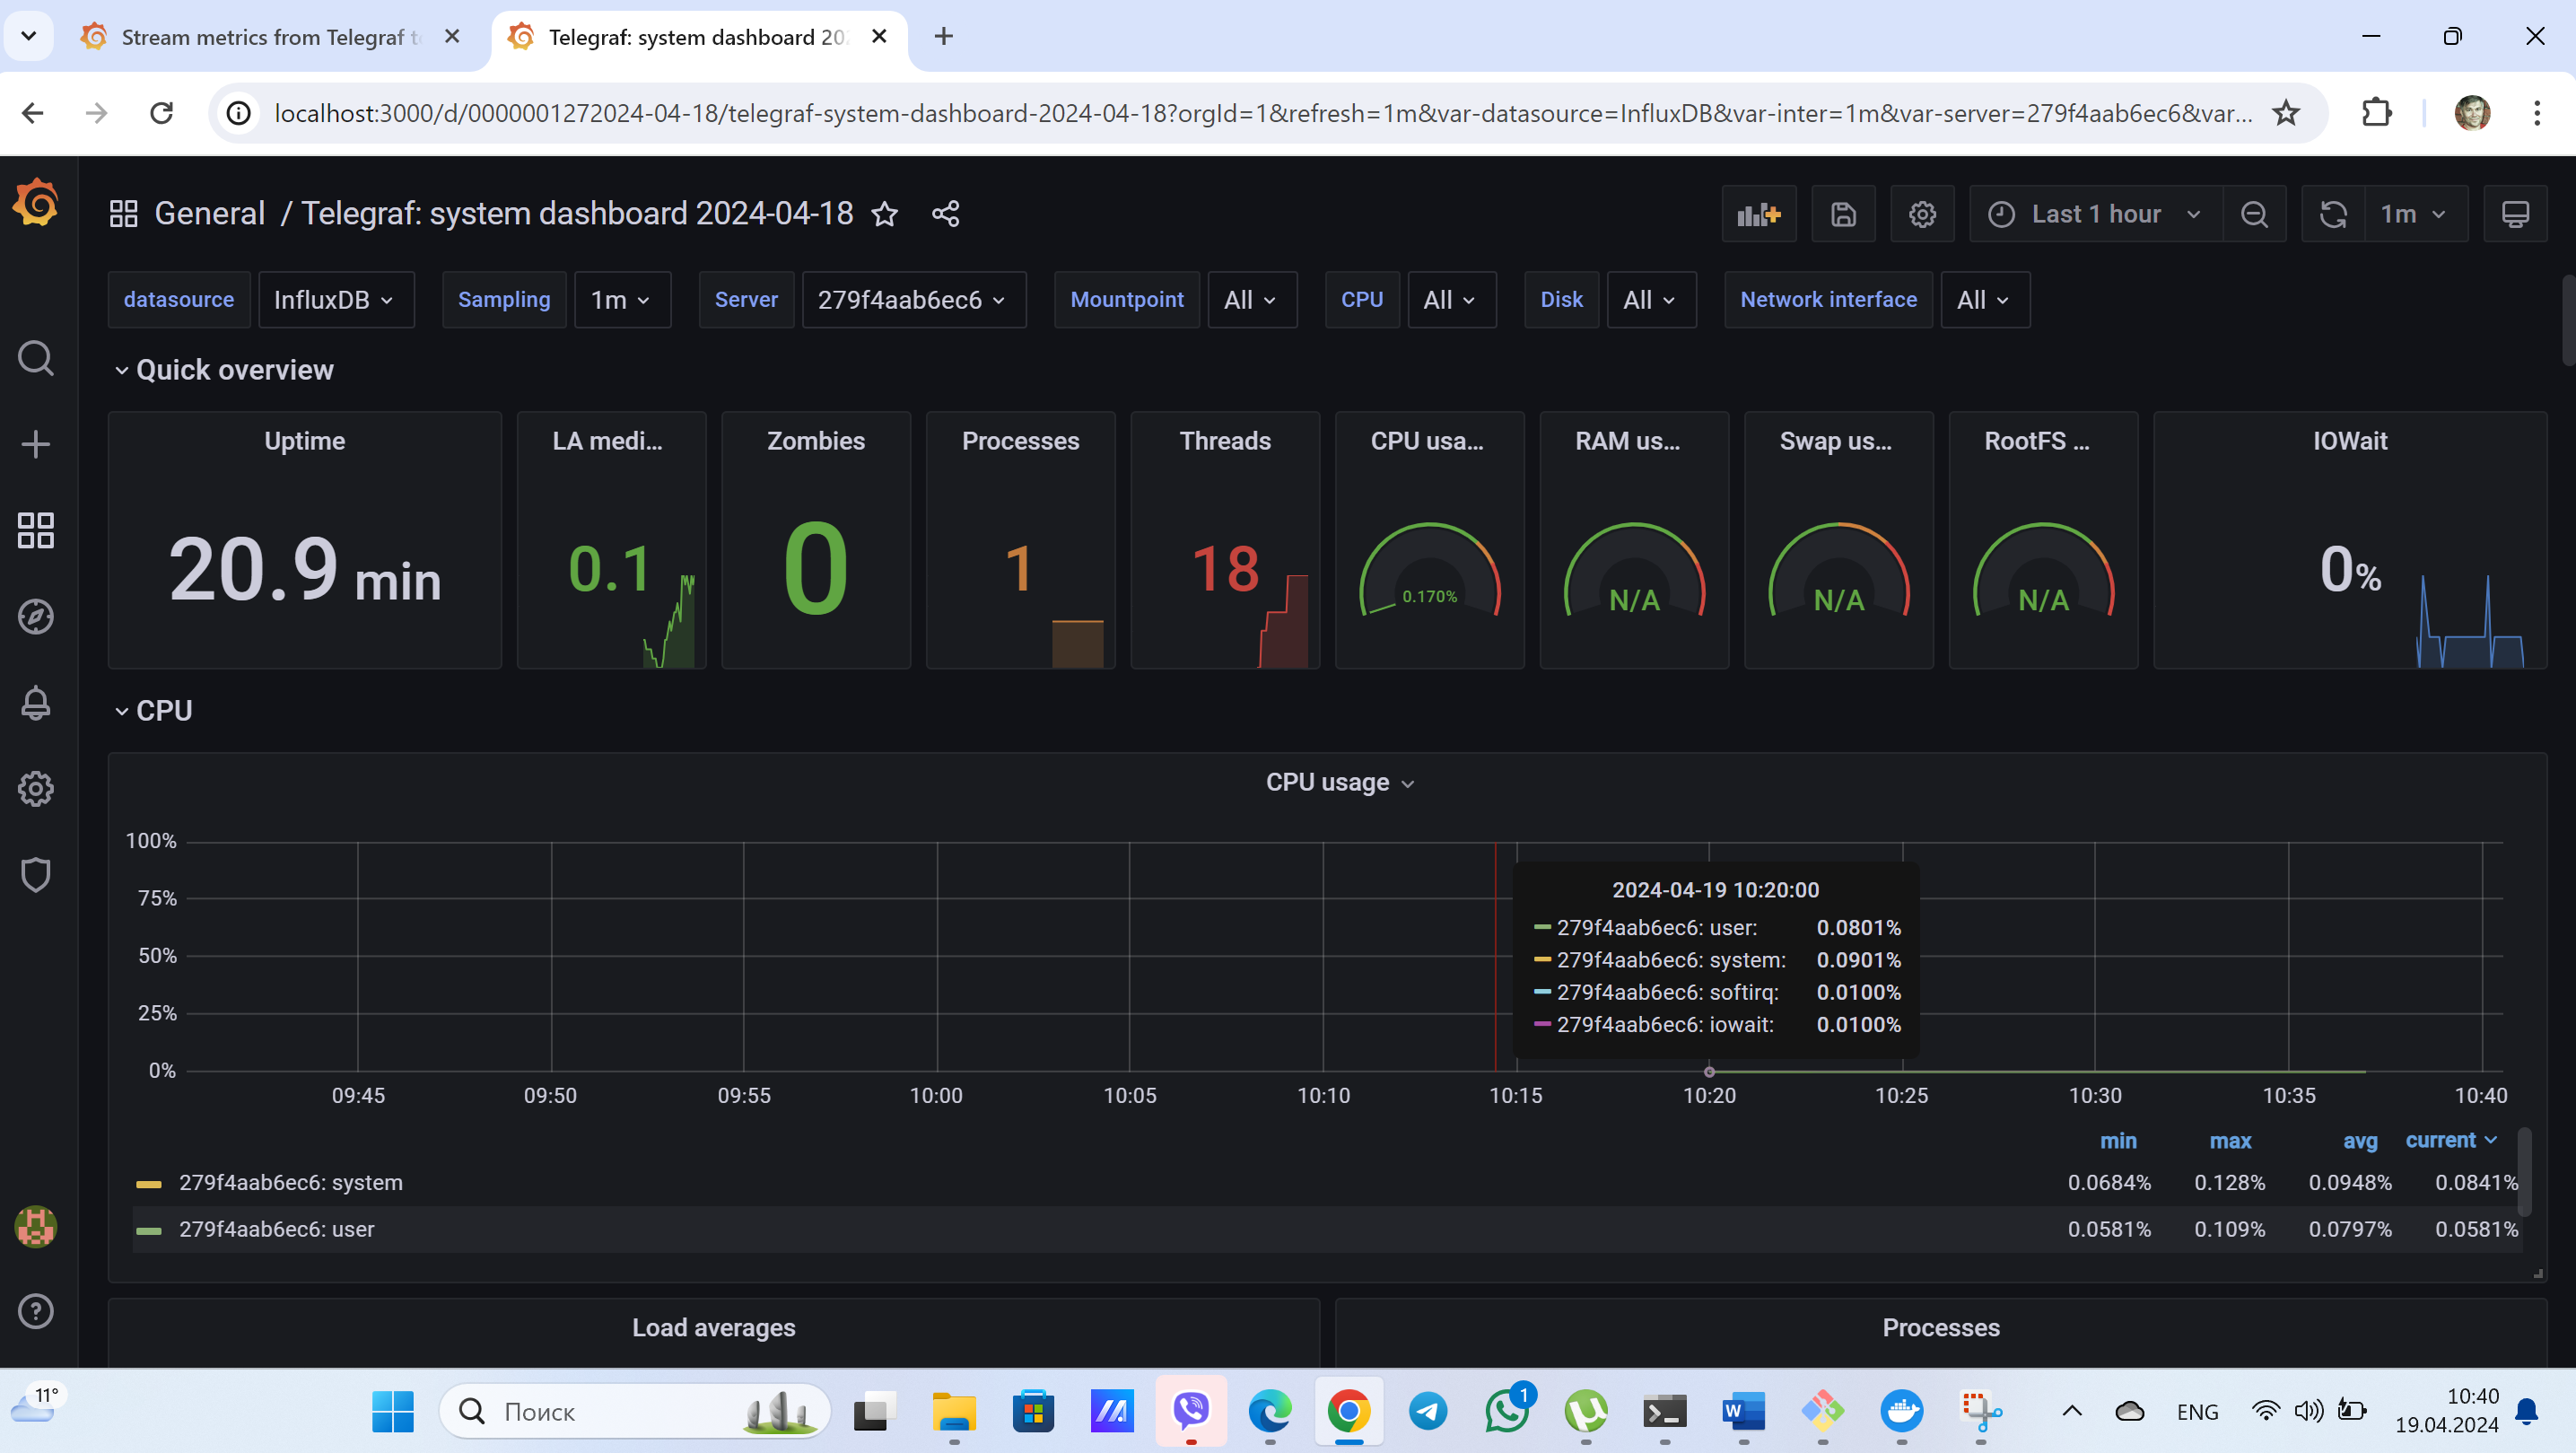 Stream metrics from Telegraf t
Telegraf: system dashboard 20
localhost:3000/d/0000001272024-04-18/telegraf-system-dashboard-2024-04-18?orgId=1&refresh=1m&var-datasource=InfluxDB&var-inter=1m&var-server=279f4aab6ec6&var...
General / Telegraf: system dashboard 2024-04-18
Last 1 hour
1m
datasource InfluxDB Sampling 1m Server 279f4aab6ec6 Mountpoint All CPU All Disk All Network interface All
Quick overview
Uptime LA medi... Zombies Processes Threads CPU usa... RAM us... Swap us... RootFS ... IOWait
20.9 min 0.1 0 1 18 0.170% N/A N/A N/A 0%
CPU
CPU usage
100%
75%
50%
25%
0%
2024-04-19 10:20:00
279f4aab6ec6: user: 0.0801%
279f4aab6ec6: system: 0.0901%
279f4aab6ec6: softirq: 0.0100%
279f4aab6ec6: iowait: 0.0100%
09:45 09:50 09:55 10:00 10:05 10:10 10:15 10:20 10:25 10:30 10:35 10:40
min max avg current
279f4aab6ec6: system 0.0684% 0.128% 0.0948% 0.0841%
279f4aab6ec6: user 0.0581% 0.109% 0.0797% 0.0581%
Load averages
Processes
11°
Поиск
1
ENG
10:40
19.04.2024